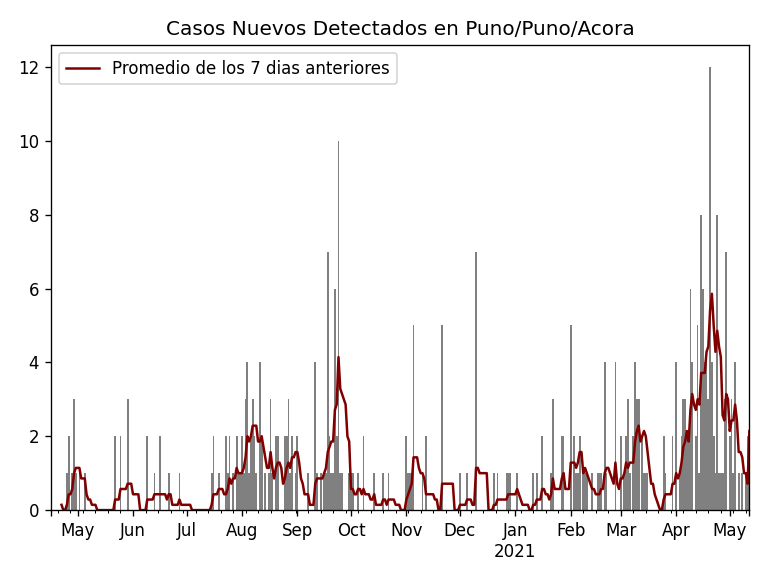 Casos Nuevos Detectados en Puno/Puno/Acora
Promedio de los 7 dias anteriores
12
10
8
6
4
2
0
May Jun Jul Aug Sep Oct Nov Dec Jan Feb Mar Apr May
2021